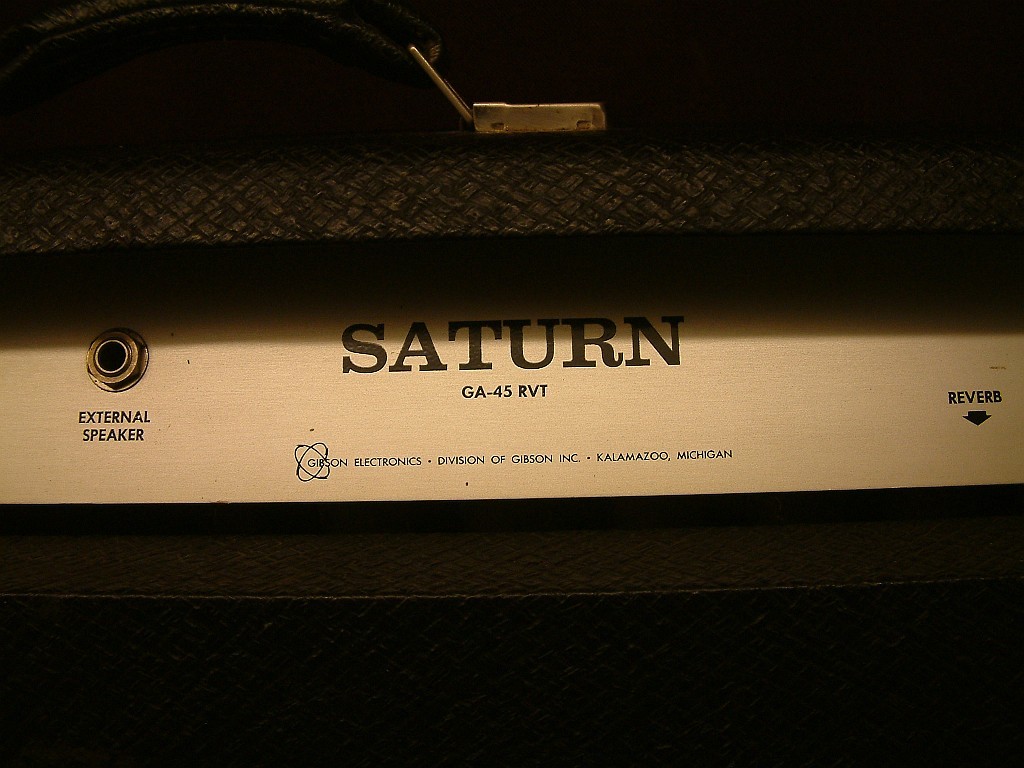 SATURN
GA-45 RVT
EXTERNAL
SPEAKER
REVERB
GIBSON ELECTRONICS • DIVISION OF GIBSON INC. • KALAMAZOO, MICHIGAN